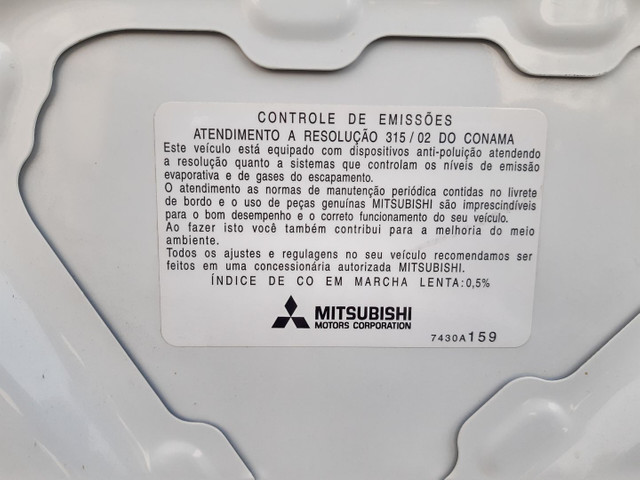 CONTROLE DE EMISSÕES
ATENDIMENTO A RESOLUÇÃO 315/02 DO CONAMA
Este veículo está equipado com dispositivos anti-poluição atendendo
a resolução quanto a sistemas que controlam os níveis de emissão
evaporativa e de gases do escapamento.
O atendimento as normas de manutenção periódica contidas no livrete
de bordo e o uso de peças genuínas MITSUBISHI são imprescindíveis
para o bom desempenho e o correto funcionamento do seu veículo.
Ao fazer isto você também contribui para a melhoria do meio
ambiente.
Todos os ajustes e regulagens no seu veículo recomendamos ser
feitos em uma concessionária autorizada MITSUBISHI.
ÍNDICE DE CO EM MARCHA LENTA:0,5%
MITSUBISHI
MOTORS CORPORATION
7430A159